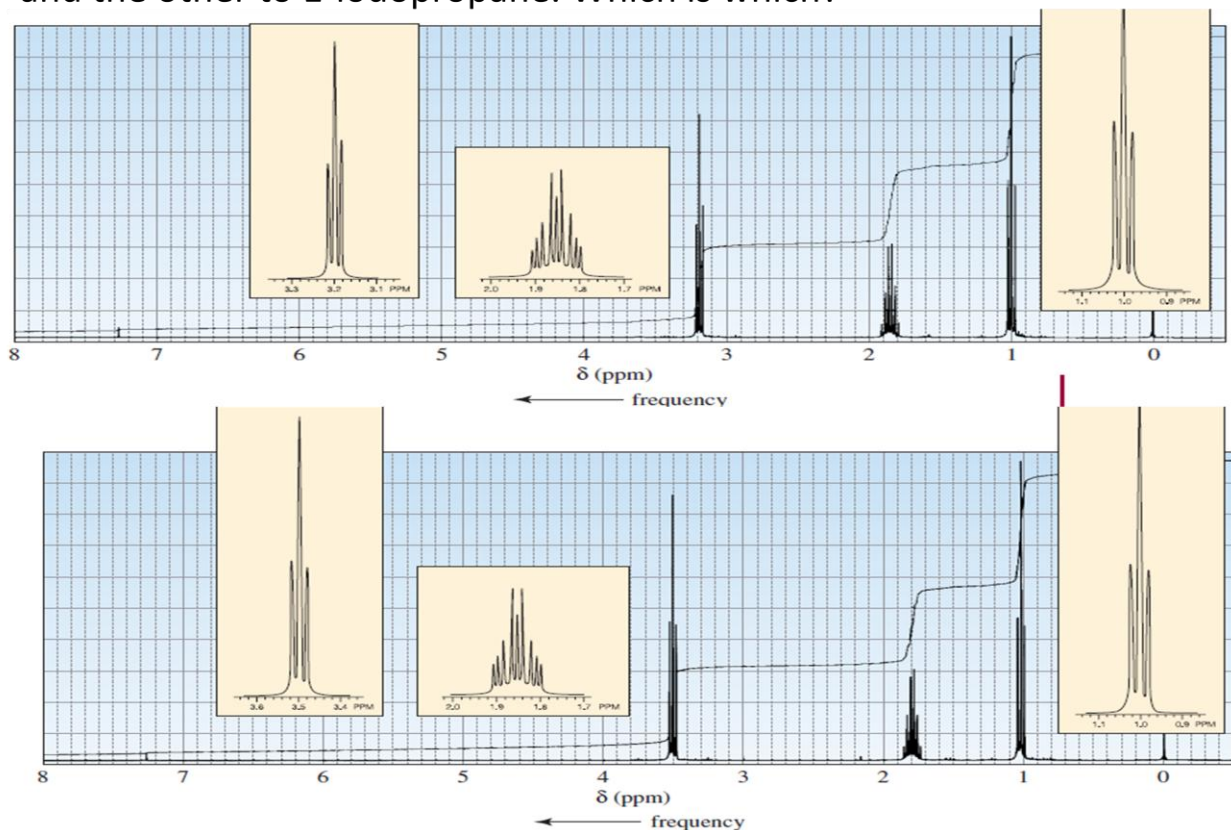 and the other to 1-iodopropane. Which is which?
3.3 3.2 3.1 PPM
2.0 1.9 1.8 1.7 PPM
1.1 1.0 0.9 PPM
8 7 6 5 4 3 2 1 0
δ (ppm)
frequency
3.6 3.5 3.4 PPM
2.0 1.9 1.8 1.7 PPM
1.1 1.0 0.9 PPM
8 7 6 5 4 3 2 1 0
δ (ppm)
frequency